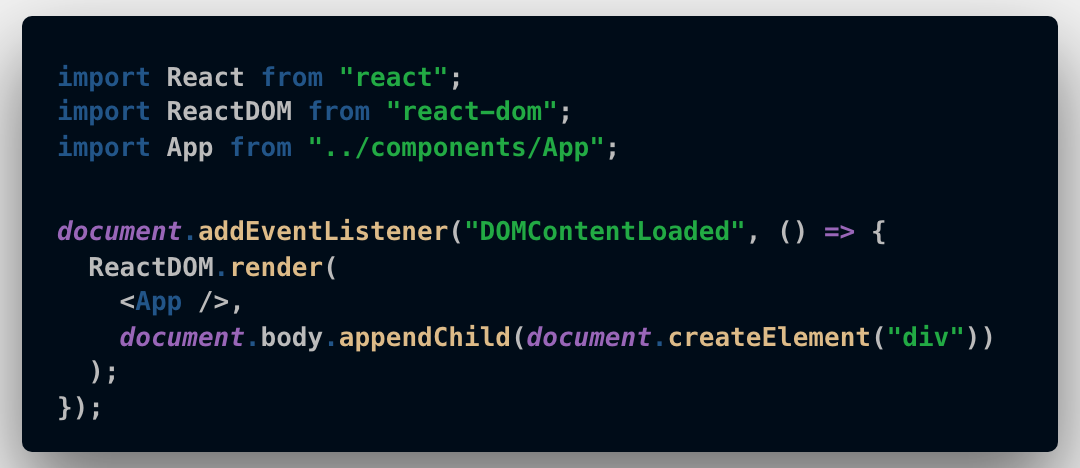 import React from "react";
import ReactDOM from "react-dom";
import App from "../components/App";
document.addEventListener("DOMContentLoaded", () => {
  ReactDOM.render(
    <App />,
    document.body.appendChild(document.createElement("div"))
  );
});